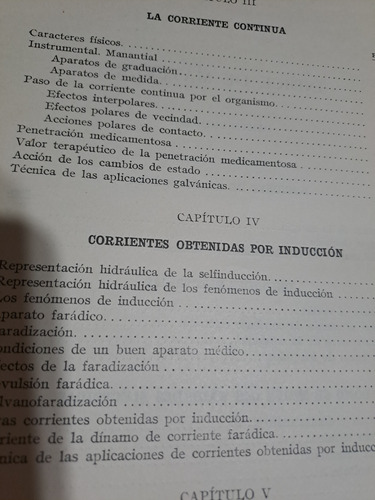 III
LA CORRIENTE CONTINUA
Caracteres físicos.
Instrumental. Manantial
Aparatos de graduación.
Aparatos de medida.
Paso de la corriente continua por el organismo.
Efectos interpolares.
Efectos polares de vecindad.
Acciones polares de contacto.
Penetración medicamentosa
Valor terapéutico de la penetración medicamentosa
Acción de los cambios de estado
Técnica de las aplicaciones galvánicas.
CAPÍTULO IV
CORRIENTES OBTENIDAS POR INDUCCIÓN
Representación hidráulica de la selfinducción.
Representación hidráulica de los fenómenos de inducción
Los fenómenos de inducción
Aparato farádico.
aradización.
ondiciones de un buen aparato médico.
ectos de la faradización
vulsión farádica.
lvanofaradización
as corrientes obtenidas por inducción.
riente de la dínamo de corriente farádica.
nica de las aplicaciones de corrientes obtenidas por inducc
CAPÍTULO V